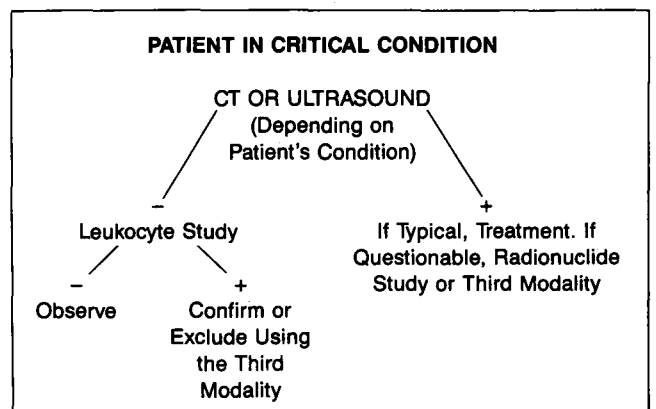 PATIENT IN CRITICAL CONDITION
CT OR ULTRASOUND
(Depending on
Patient's Condition)
−
Leukocyte Study
−
Observe
+
Confirm or
Exclude Using
the Third
Modality
+
If Typical, Treatment. If
Questionable, Radionuclide
Study or Third Modality